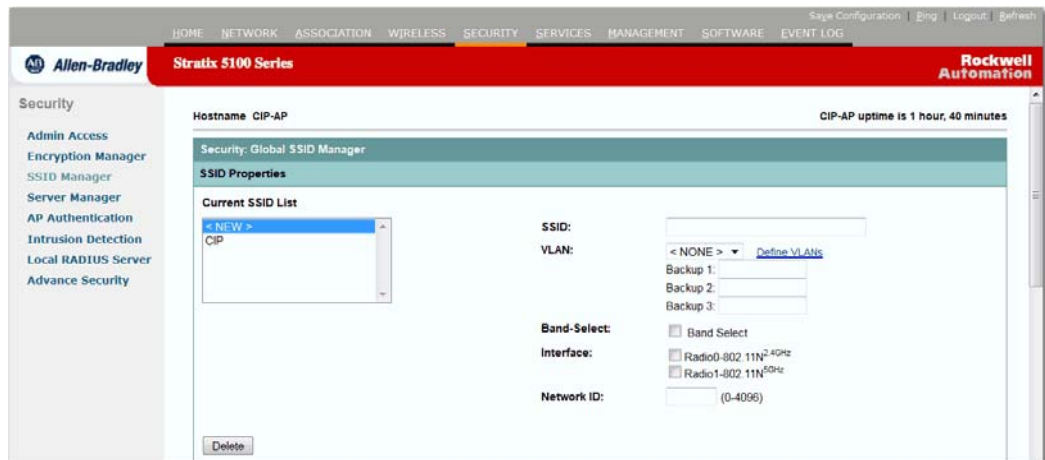 Save Configuration | Ping | Logout | Refresh
HOME NETWORK ASSOCIATION WIRELESS SECURITY SERVICES MANAGEMENT SOFTWARE EVENT LOG
AB Allen-Bradley
Stratix 5100 Series
Rockwell
Automation
Security
Admin Access
Encryption Manager
SSID Manager
Server Manager
AP Authentication
Intrusion Detection
Local RADIUS Server
Advance Security
Hostname CIP-AP
CIP-AP uptime is 1 hour, 40 minutes
Security: Global SSID Manager
SSID Properties
Current SSID List
< NEW >
CIP
SSID:
VLAN:
< NONE >
Define VLANs
Backup 1:
Backup 2:
Backup 3:
Band-Select:
Band Select
Interface:
Radio0-802.11N2.4GHz
Radio1-802.11N5GHz
Network ID:
(0-4096)
Delete